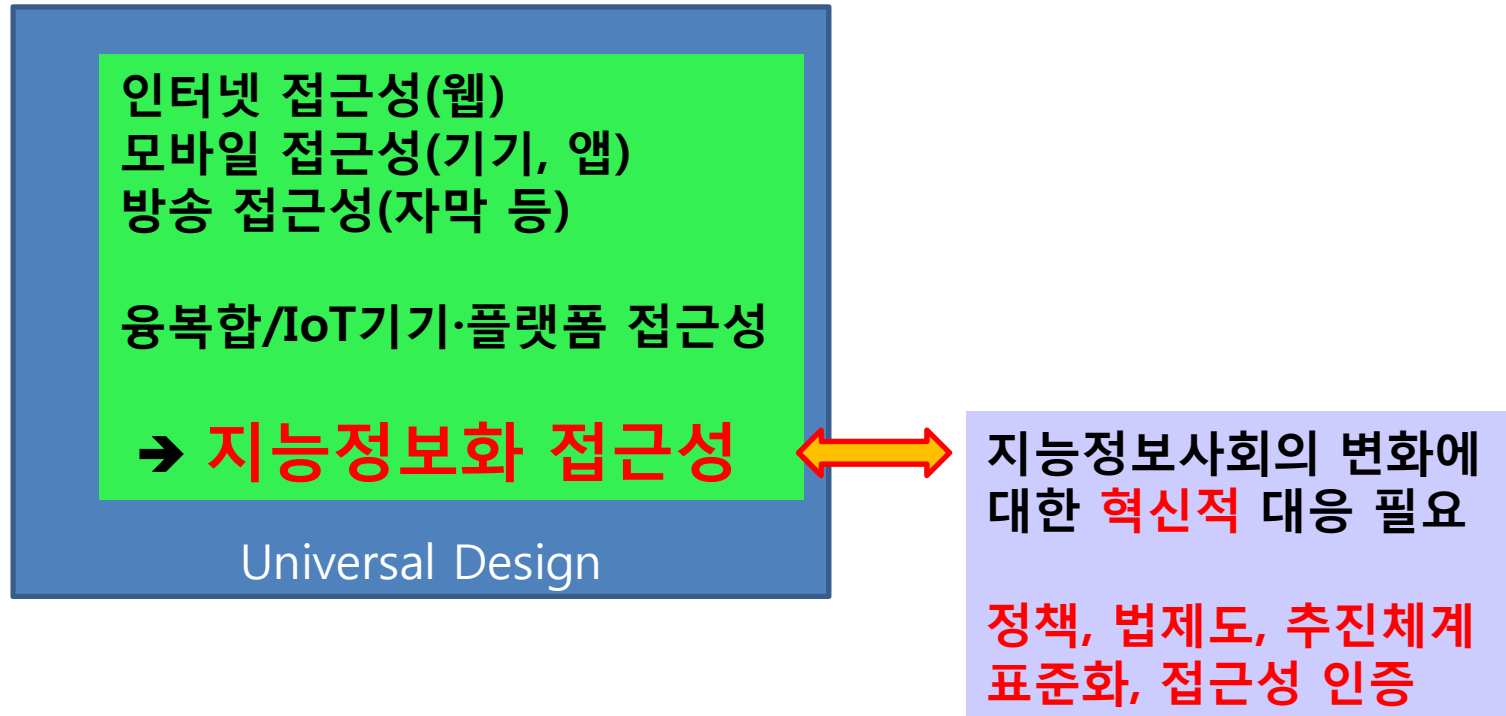 인터넷 접근성(웹)
모바일 접근성(기기, 앱)
방송 접근성(자막 등)
융복합/IoT기기·플랫폼 접근성
➔ 지능정보화 접근성
Universal Design
지능정보사회의 변화에
대한 혁신적 대응 필요
정책, 법제도, 추진체계
표준화, 접근성 인증